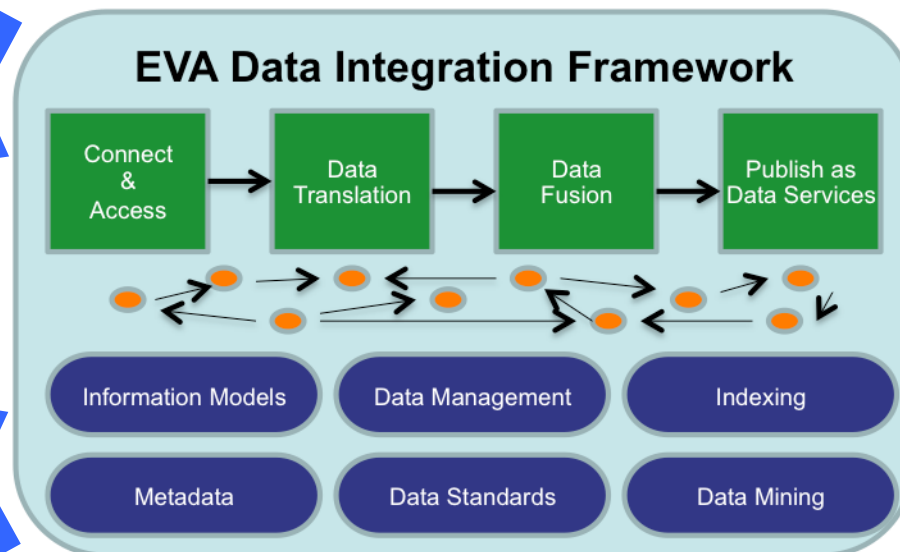 EVA Data Integration Framework
Connect
&
Access
Data
Translation
Data
Fusion
Publish as
Data Services
Information Models
Data Management
Indexing
Metadata
Data Standards
Data Mining